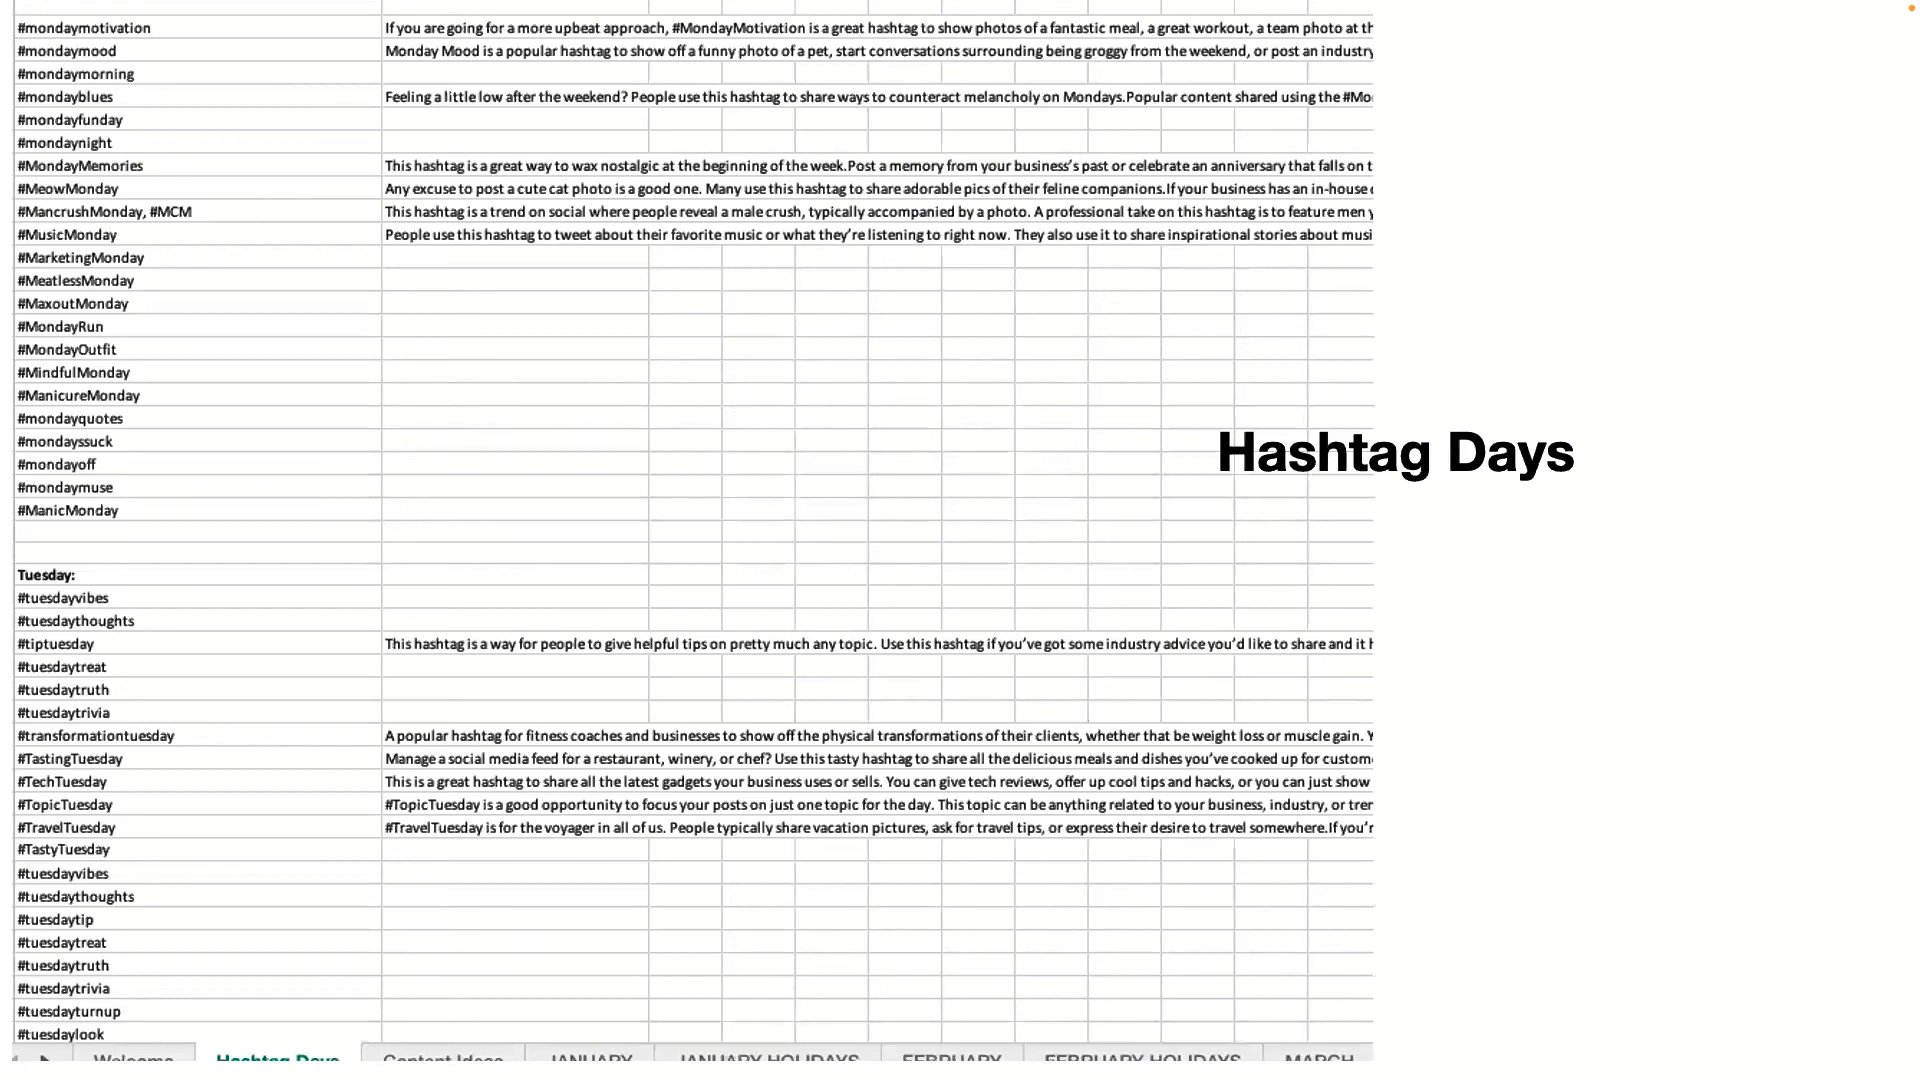 #mondaymotivation If you are going for a more upbeat approach, #MondayMotivation is a great hashtag to show photos of a fantastic meal, a great workout, a team photo at
#mondaymood Monday Mood is a popular hashtag to show off a funny photo of a pet, start conversations surrounding being groggy from the weekend, or post an industry
#mondaymorning
#mondayblues Feeling a little low after the weekend? People use this hashtag to share ways to counteract melancholy on Mondays.Popular content shared using the #Mo
#mondayfunday
#mondaynight
#MondayMemories This hashtag is a great way to wax nostalgic at the beginning of the week.Post a memory from your business's past or celebrate an anniversary that falls on
#MeowMonday Any excuse to post a cute cat photo is a good one. Many use this hashtag to share adorable pics of their feline companions.If your business has an in-house
#MancrushMonday, #MCM This hashtag is a trend on social where people reveal a male crush, typically accompanied by a photo. A professional take on this hashtag is to feature men
#MusicMonday People use this hashtag to tweet about their favorite music or what they're listening to right now. They also use it to share inspirational stories about musi
#MarketingMonday
#MeatlessMonday
#MaxoutMonday
#MondayRun
#MondayOutfit
#MindfulMonday
#ManicureMonday
#mondayquotes
#mondayssuck
Hashtag Days
#mondayoff
#mondaymuse
#ManicMonday
Tuesday:
#tuesdayvibes
#tuesdaythoughts
#tiptuesday This hashtag is a way for people to give helpful tips on pretty much any topic. Use this hashtag if you've got some industry advice you'd like to share and it
#tuesdaytreat
#tuesdaytruth
#tuesdaytrivia
#transformationtuesday A popular hashtag for fitness coaches and businesses to show off the physical transformations of their clients, whether that be weight loss or muscle gain.
#TastingTuesday Manage a social media feed for a restaurant, winery, or chef? Use this tasty hashtag to share all the delicious meals and dishes you've cooked up for custom
#TechTuesday This is a great hashtag to share all the latest gadgets your business uses or sells. You can give tech reviews, offer up cool tips and hacks, or you can just show
#TopicTuesday #TopicTuesday is a good opportunity to focus your posts on just one topic for the day. This topic can be anything related to your business, industry, or tren
#TravelTuesday #TravelTuesday is for the voyager in all of us. People typically share vacation pictures, ask for travel tips, or express their desire to travel somewhere.If you'r
#TastyTuesday
#tuesdayvibes
#tuesdaythoughts
#tuesdaytip
#tuesdaytreat
#tuesdaytruth
#tuesdaytrivia
#tuesdayturnup
#tuesdaylook
Welcome Hashtag Days Content Ideas JANUARY JANUARY HOLIDAYS FEBRUARY FEBRUARY HOLIDAYS MARCH